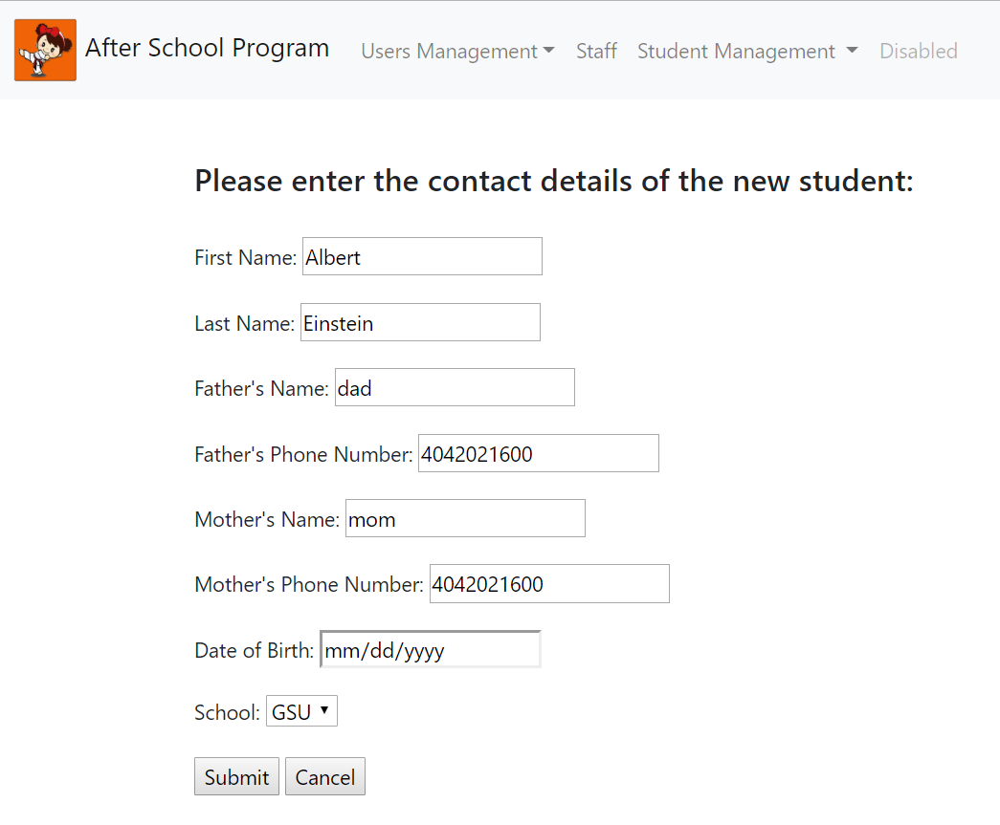 After School Program Users Management Staff Student Management Disabled
Please enter the contact details of the new student:
First Name: Albert
Last Name: Einstein
Father's Name: dad
Father's Phone Number: 4042021600
Mother's Name: mom
Mother's Phone Number: 4042021600
Date of Birth: mm/dd/yyyy
School: GSU
Submit Cancel